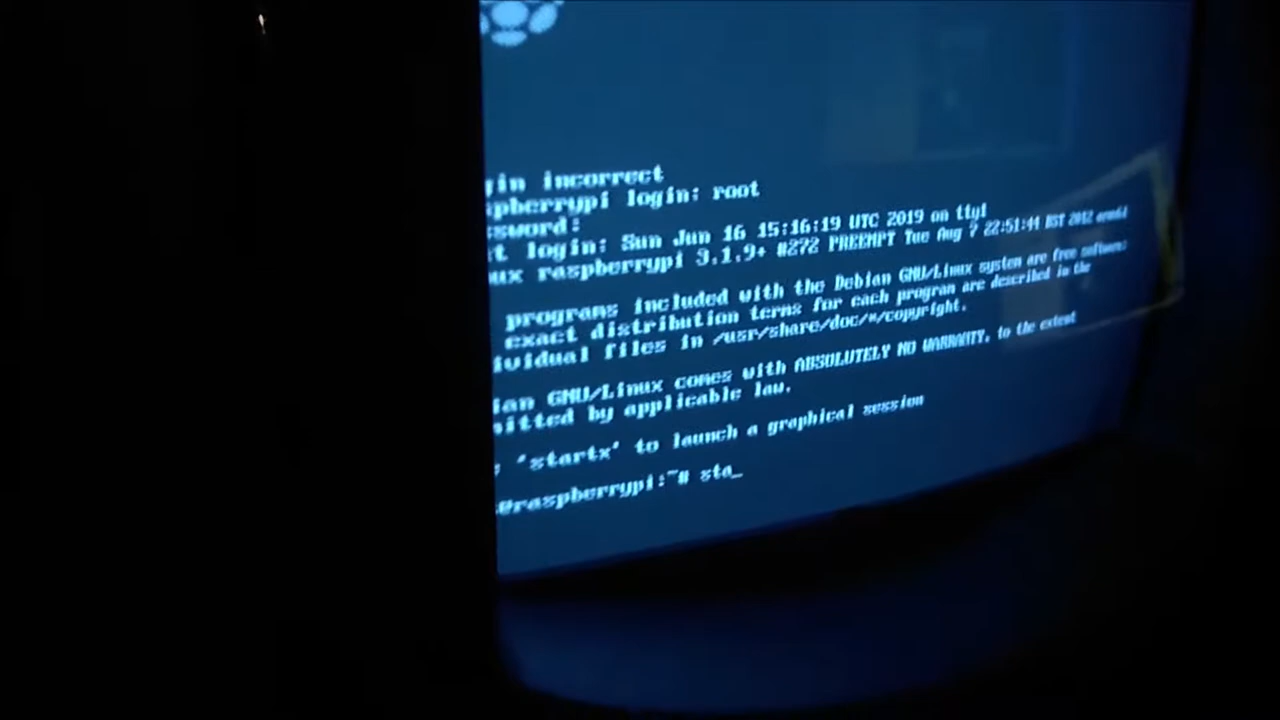 gin incorrect
spberrypi login: root
ssword:
t login: Sun Jun 16 15:16:19 UTC 2019 on tty1
ux raspberrypi 3.1.9+ #272 PREEMPT Tue Aug 7 22:51:44 BST 2012 armv6l
programs included with the Debian GNU/Linux system are free software;
exact distribution terms for each program are described in the
ividual files in /usr/share/doc/*/copyright.
ian GNU/Linux comes with ABSOLUTELY NO WARRANTY, to the extent
mitted by applicable law.
'startx' to launch a graphical session
@raspberrypi:~# sta_